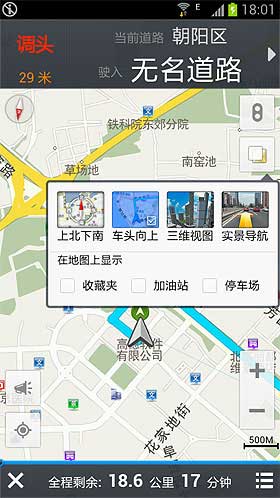 E 18:01
调头
当前道路 朝阳区
29 米
驶入 无名道路
铁科院东郊分院
草场地
南窑池
上北下南 车头向上 三维视图 实景导航
在地图上显示
收藏夹 加油站 停车场
高德软件
有限公司
花家地街
500M
全程剩余: 18.6 公里 17 分钟